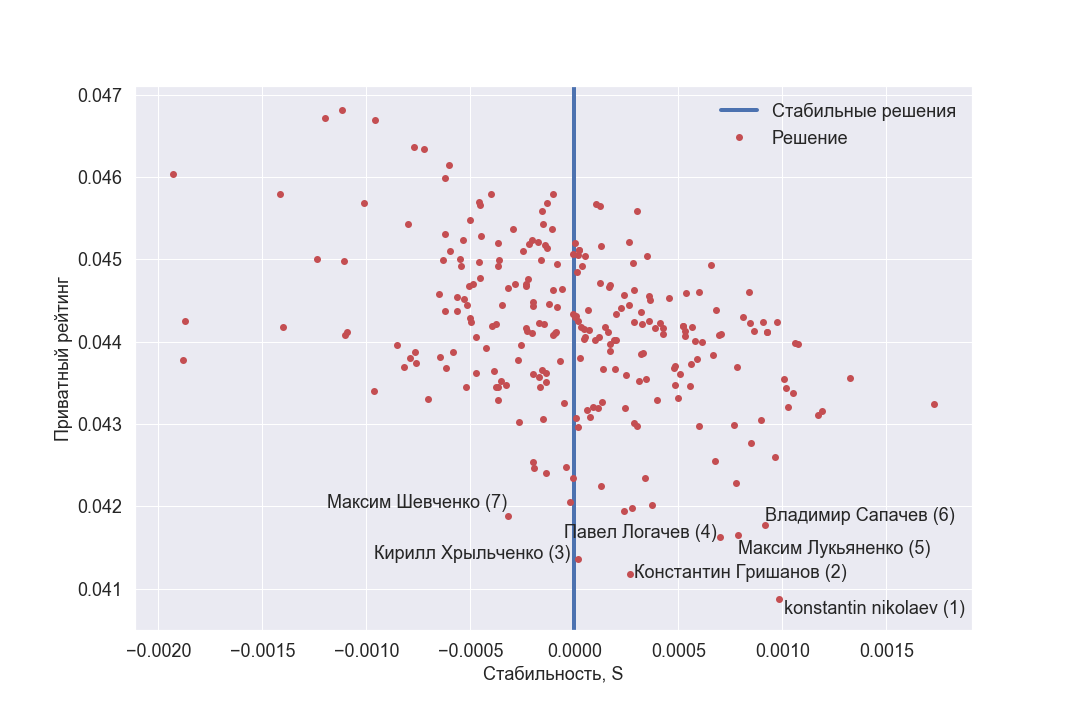 0.047
0.046
0.045
0.044
0.043
0.042
0.041
Приватный рейтинг
Стабильные решения
Решение
Максим Шевченко (7)
Владимир Сапачев (6)
Павел Логачев (4)
Максим Лукьяненко (5)
Кирилл Хрыльченко (3)
Константин Гришанов (2)
konstantin nikolaev (1)
−0.0020 −0.0015 −0.0010 −0.0005 0.0000 0.0005 0.0010 0.0015
Стабильность, S